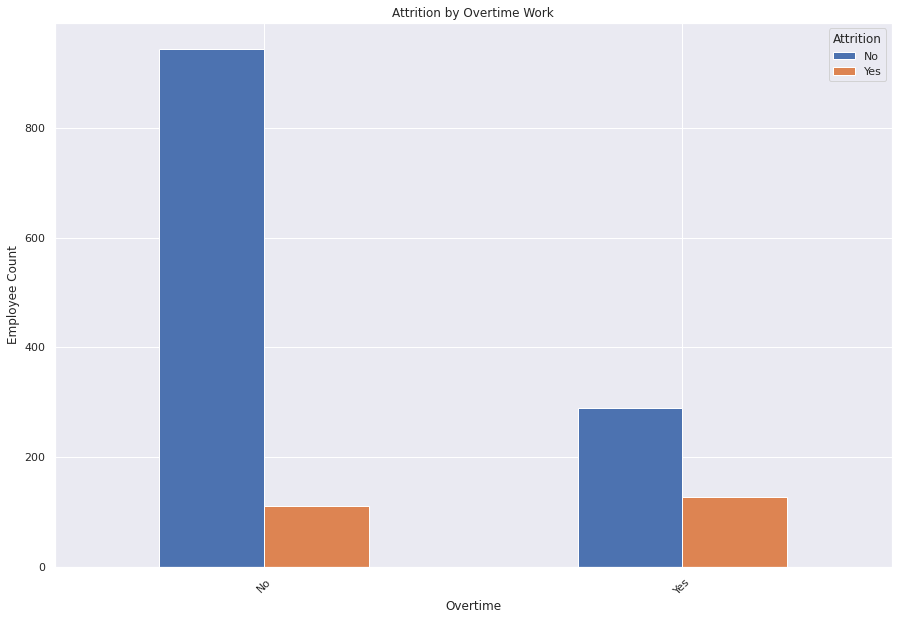 Attrition by Overtime Work
Attrition
No
Yes
800
600
400
200
0
Employee Count
No
Yes
Overtime